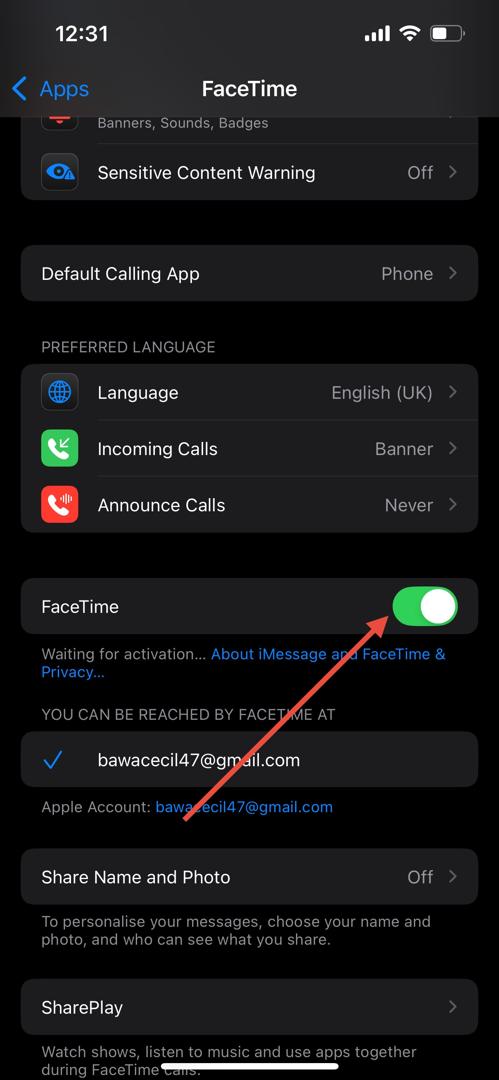 12:31
Apps
FaceTime
Banners, Sounds, Badges
Sensitive Content Warning Off
Default Calling App Phone
PREFERRED LANGUAGE
Language English (UK)
Incoming Calls Banner
Announce Calls Never
FaceTime
Waiting for activation... About iMessage and FaceTime &
Privacy...
YOU CAN BE REACHED BY FACETIME AT
bawacecil47@gmail.com
Apple Account: bawacecil47@gmail.com
Share Name and Photo Off
To personalise your messages, choose your name and
photo, and who can see what you share.
SharePlay
Watch shows, listen to music and use apps together
during FaceTime calls.